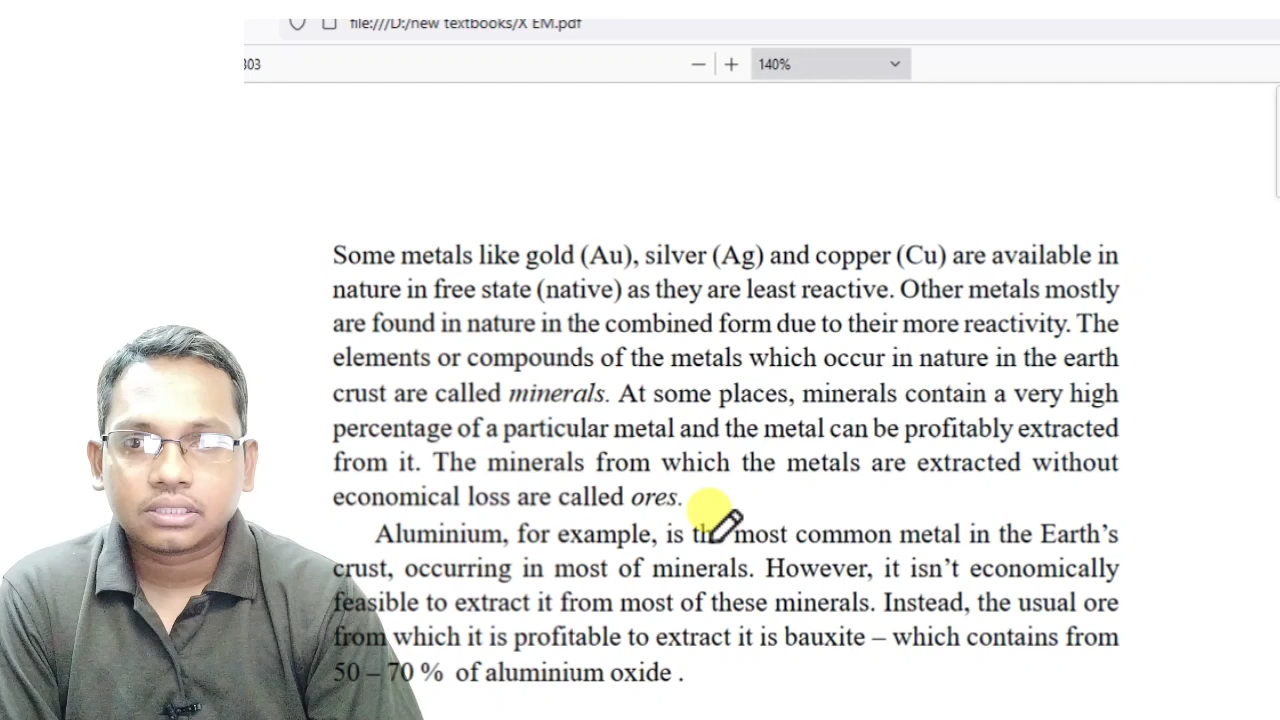 file:///D:/new textbooks/X EM.pdf
303
140%
Some metals like gold (Au), silver (Ag) and copper (Cu) are available in
nature in free state (native) as they are least reactive. Other metals mostly
are found in nature in the combined form due to their more reactivity. The
elements or compounds of the metals which occur in nature in the earth
crust are called minerals. At some places, minerals contain a very high
percentage of a particular metal and the metal can be profitably extracted
from it. The minerals from which the metals are extracted without
economical loss are called ores.
Aluminium, for example, is the most common metal in the Earth's
crust, occurring in most of minerals. However, it isn't economically
feasible to extract it from most of these minerals. Instead, the usual ore
from which it is profitable to extract it is bauxite – which contains from
50 – 70 % of aluminium oxide .